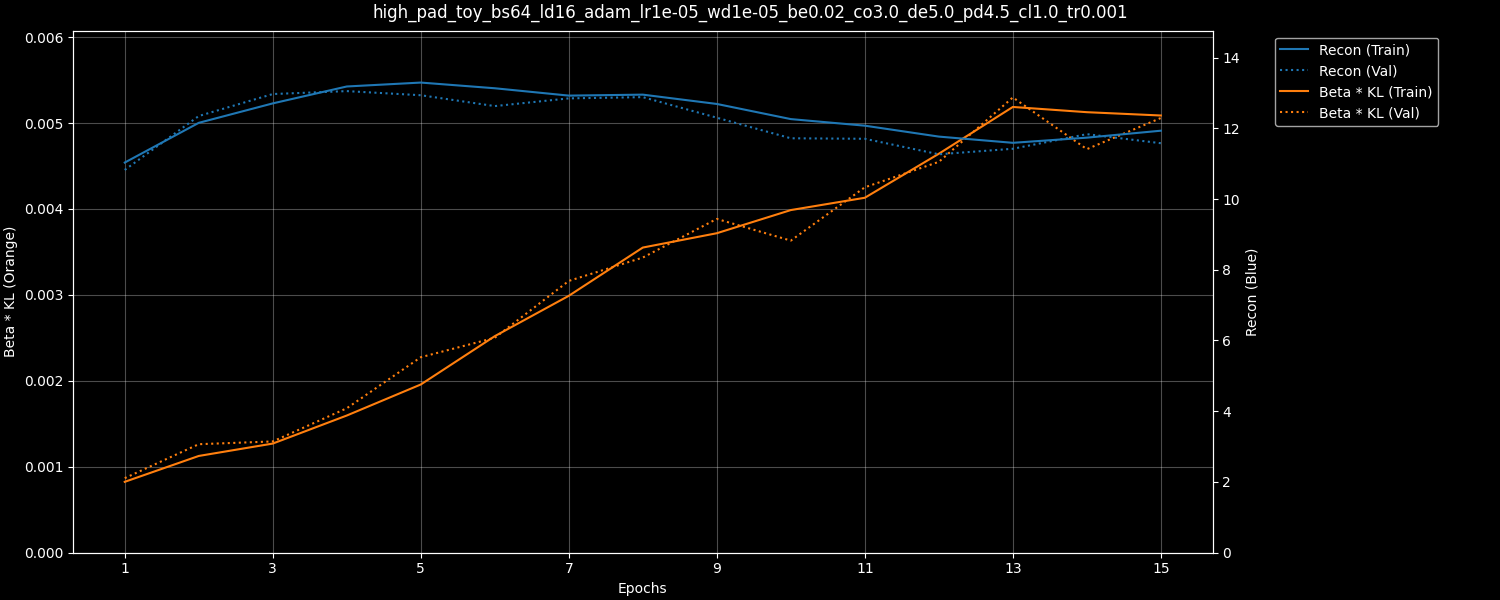 high_pad_toy_bs64_ld16_adam_lr1e-05_wd1e-05_be0.02_co3.0_de5.0_pd4.5_cl1.0_tr0.001
Beta * KL (Orange)
0.006
0.005
0.004
0.003
0.002
0.001
0.000
1
3
5
7
9
11
13
15
Epochs
14
12
10
8
6
4
2
0
Recon (Blue)
Recon (Train)
Recon (Val)
Beta * KL (Train)
Beta * KL (Val)